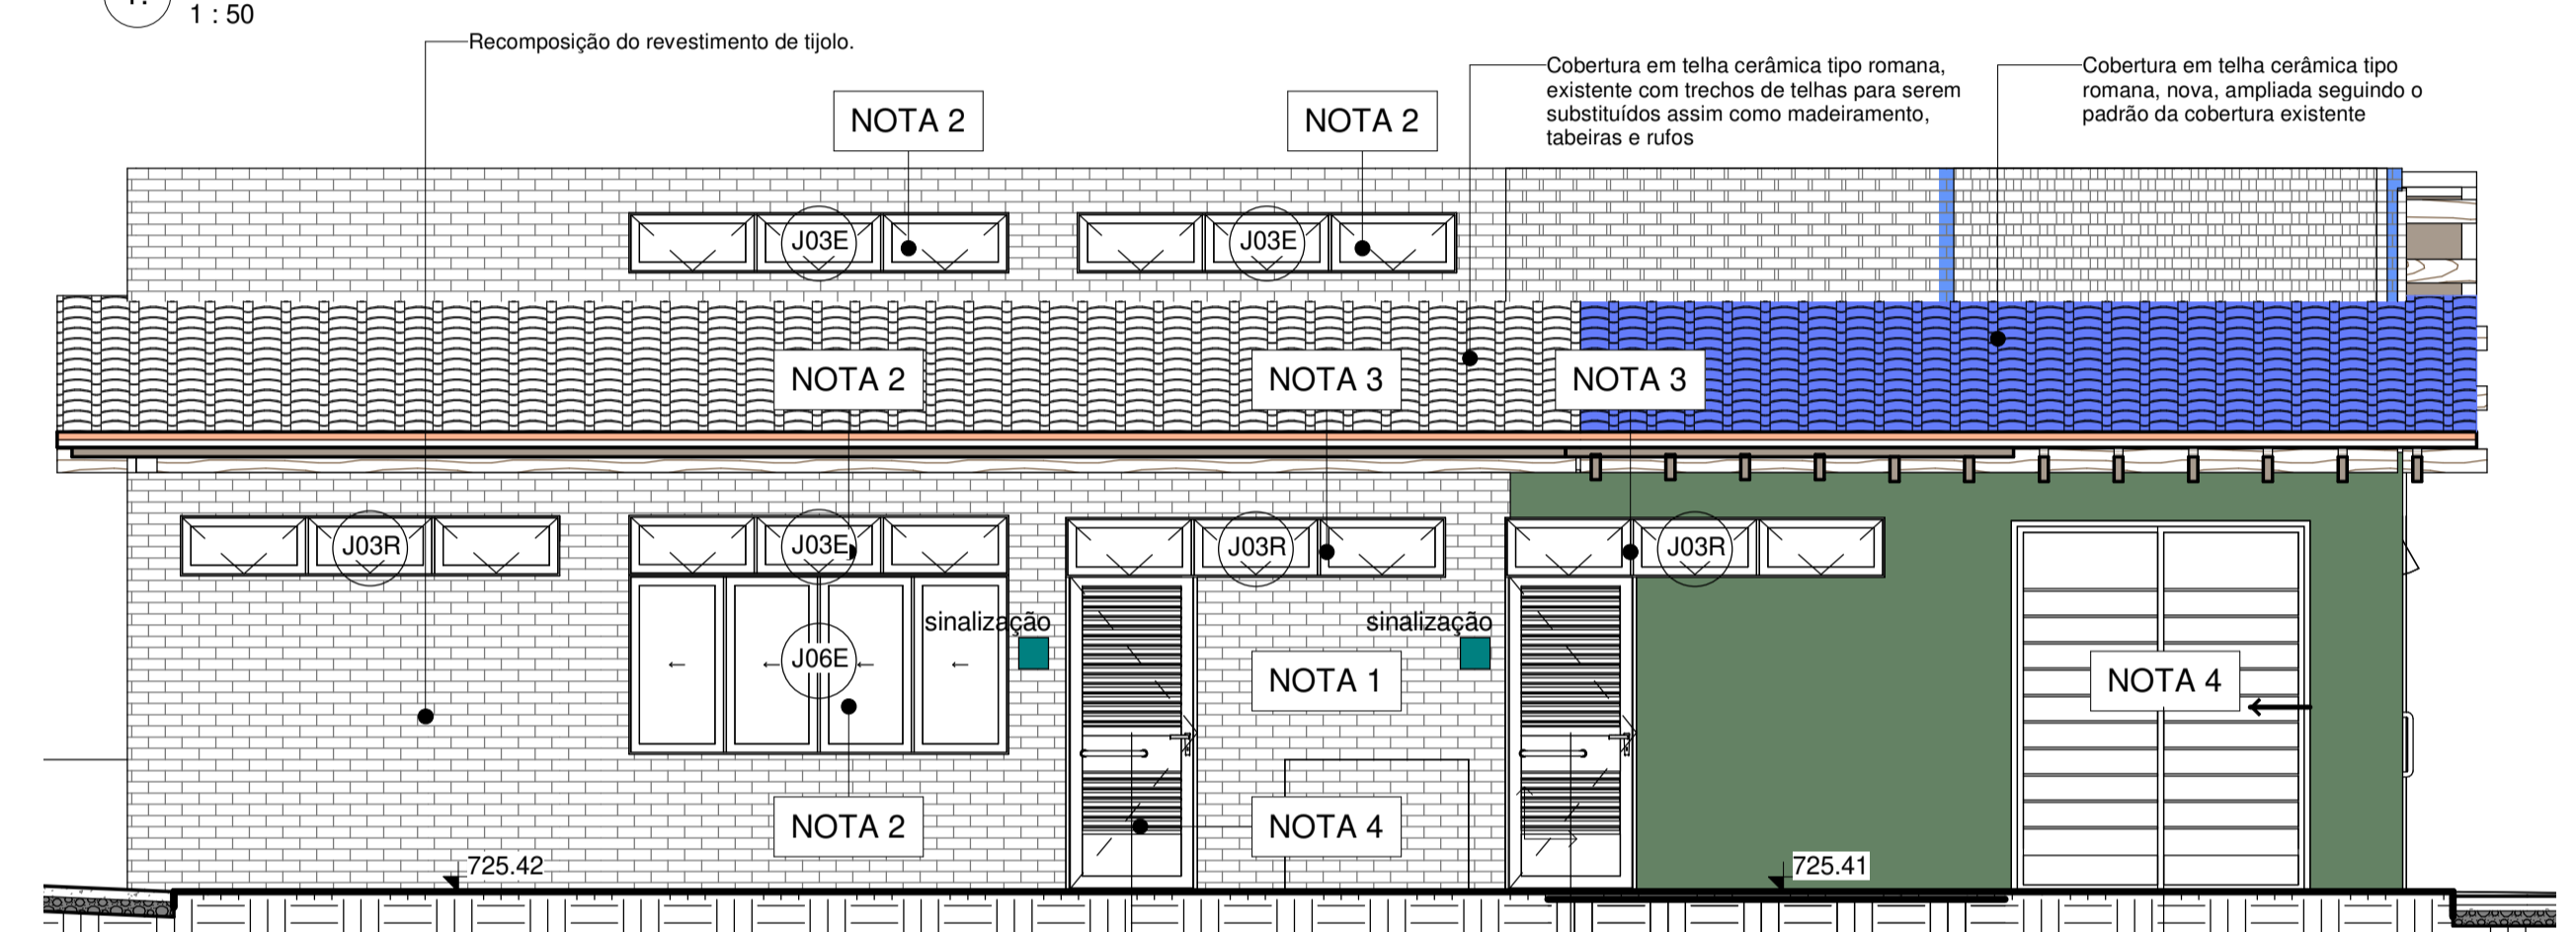 1 : 50
Recomposição do revestimento de tijolo.
Cobertura em telha cerâmica tipo romana,
existente com trechos de telhas para serem
substituídos assim como madeiramento,
tabeiras e rufos
Cobertura em telha cerâmica tipo
romana, nova, ampliada seguindo o
padrão da cobertura existente
NOTA 2
NOTA 2
J03E
J03E
NOTA 2
NOTA 3
NOTA 3
J03R
J03E
J03R
J03R
sinalização
sinalização
J06E
NOTA 1
NOTA 4
NOTA 2
NOTA 4
725.42
725.41